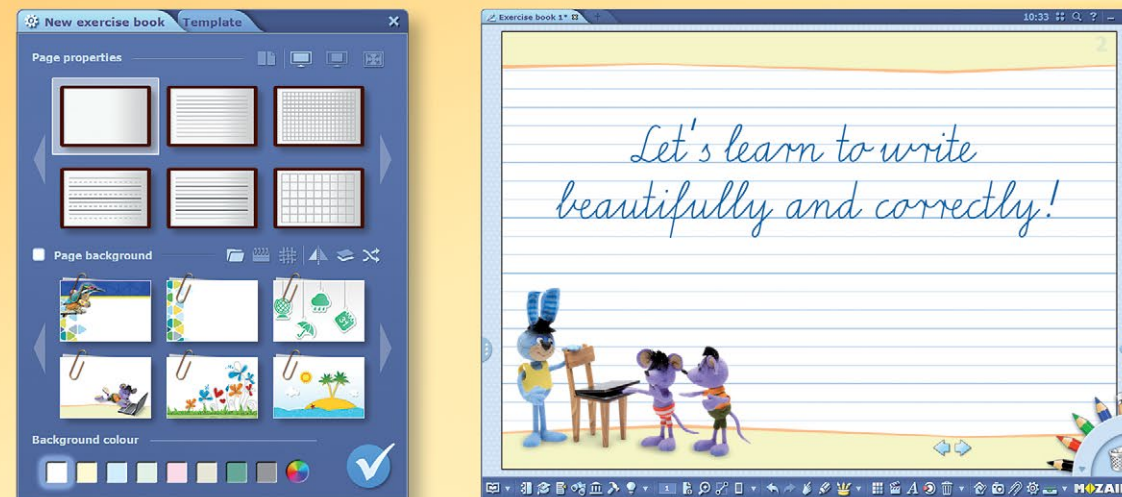 New exercise book Template
Page properties
Page background
Background colour
Exercise book 1*
10:33
2
Let's learn to write
beautifully and correctly!
1